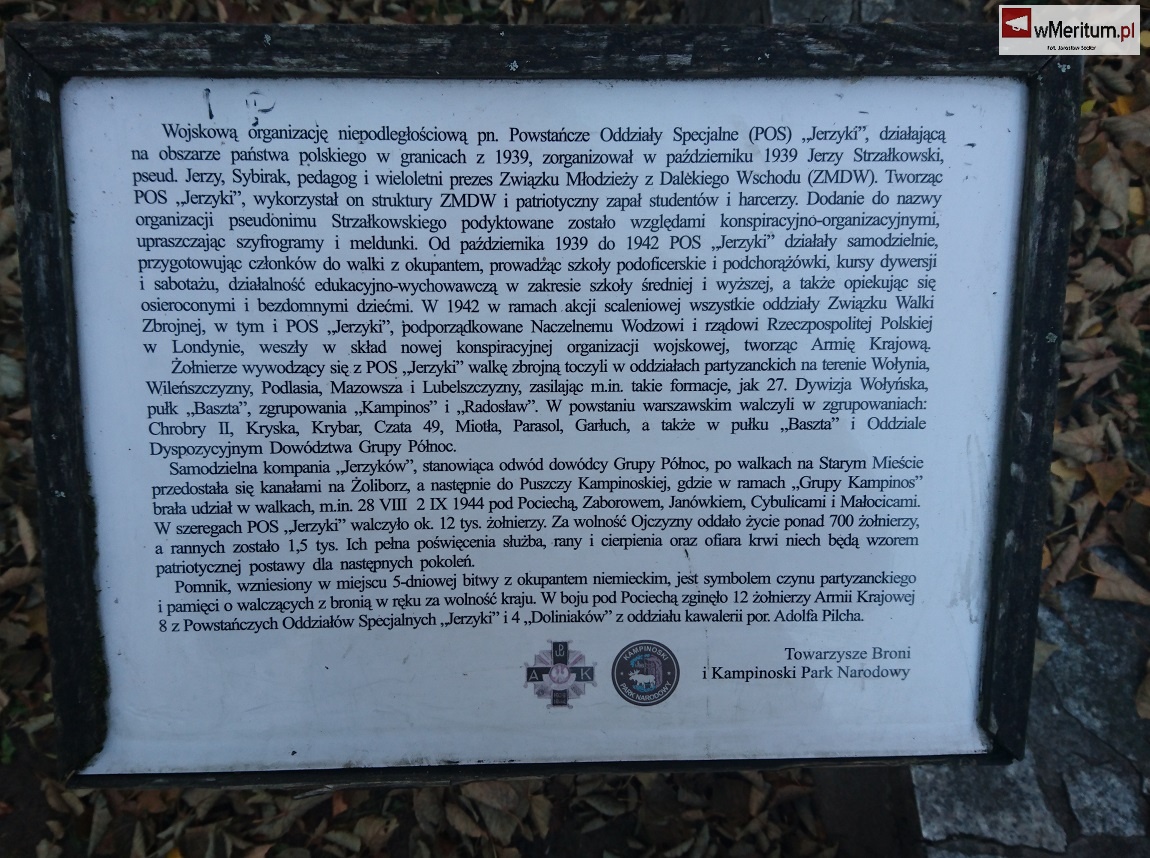 wMeritum.pl
Fot. Jarosław Seidler
Wojskową organizację niepodległościową pn. Powstańcze Oddziały Specjalne (POS) „Jerzyki”, działającą
na obszarze państwa polskiego w granicach z 1939, zorganizował w październiku 1939 Jerzy Strzałkowski,
pseud. Jerzy, Sybirak, pedagog i wieloletni prezes Związku Młodzieży z Dalekiego Wschodu (ZMDW). Tworząc
POS „Jerzyki”, wykorzystał on struktury ZMDW i patriotyczny zapał studentów i harcerzy. Dodanie do nazwy
organizacji pseudonimu Strzałkowskiego podyktowane zostało względami konspiracyjno-organizacyjnymi,
upraszczając szyfrogramy i meldunki. Od października 1939 do 1942 POS „Jerzyki” działały samodzielnie,
przygotowując członków do walki z okupantem, prowadząc szkoły podoficerskie i podchorążówki, kursy dywersji
i sabotażu, działalność edukacyjno-wychowawczą w zakresie szkoły średniej i wyższej, a także opiekując się
osieroconymi i bezdomnymi dziećmi. W 1942 w ramach akcji scaleniowej wszystkie oddziały Związku Walki
Zbrojnej, w tym i POS „Jerzyki”, podporządkowane Naczelnemu Wodzowi i rządowi Rzeczpospolitej Polskiej
w Londynie, weszły w skład nowej konspiracyjnej organizacji wojskowej, tworząc Armię Krajową.
Żołnierze wywodzący się z POS „Jerzyki” walkę zbrojną toczyli w oddziałach partyzanckich na terenie Wołynia,
Wileńszczyzny, Podlasia, Mazowsza i Lubelszczyzny, zasilając m.in. takie formacje, jak 27. Dywizja Wołyńska,
pułk „Baszta”, zgrupowania „Kampinos” i „Radosław”. W powstaniu warszawskim walczyli w zgrupowaniach:
Chrobry II, Kryska, Krybar, Czata 49, Miotła, Parasol, Garłuch, a także w pułku „Baszta” i Oddziale
Dyspozycyjnym Dowództwa Grupy Północ.
Samodzielna kompania „Jerzyków”, stanowiąca odwód dowódcy Grupy Północ, po walkach na Starym Mieście
przedostała się kanałami na Żoliborz, a następnie do Puszczy Kampinoskiej, gdzie w ramach „Grupy Kampinos”
brała udział w walkach, m.in. 28 VIII 2 IX 1944 pod Pociechą, Zaborowem, Janówkiem, Cybulicami i Małocicami.
W szeregach POS „Jerzyki” walczyło ok. 12 tys. żołnierzy. Za wolność Ojczyzny oddało życie ponad 700 żołnierzy,
a rannych zostało 1,5 tys. Ich pełna poświęcenia służba, rany i cierpienia oraz ofiara krwi niech będą wzorem
patriotycznej postawy dla następnych pokoleń.
Pomnik, wzniesiony w miejscu 5-dniowej bitwy z okupantem niemieckim, jest symbolem czynu partyzanckiego
i pamięci o walczących z bronią w ręku za wolność kraju. W boju pod Pociechą zginęło 12 żołnierzy Armii Krajowej
8 z Powstańczych Oddziałów Specjalnych „Jerzyki” i 4 „Doliniaków” z oddziału kawalerii por. Adolfa Pilcha.
A K
KAMPINOSKI
PARK NARODOWY
Towarzysze Broni
i Kampinoski Park Narodowy